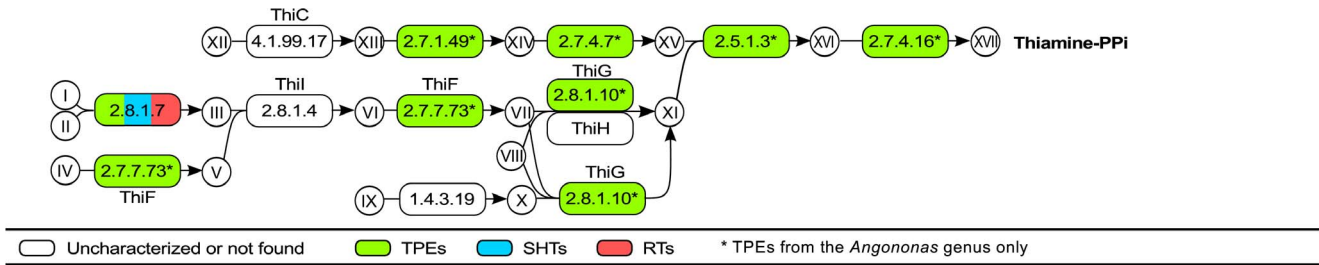 ThiC
XII 4.1.99.17 XIII 2.7.1.49* XIV 2.7.4.7* XV 2.5.1.3* XVI 2.7.4.16* XVII Thiamine-PPi
ThiI ThiF ThiG
I 2.8.1.10*
2.8.1.7 III 2.8.1.4 VI 2.7.7.73* VII XI
II ThiH
VIII
IV 2.7.7.73* V ThiG
ThiF IX 1.4.3.19 X 2.8.1.10*
Uncharacterized or not found TPEs SHTs RTs * TPEs from the Angononas genus only